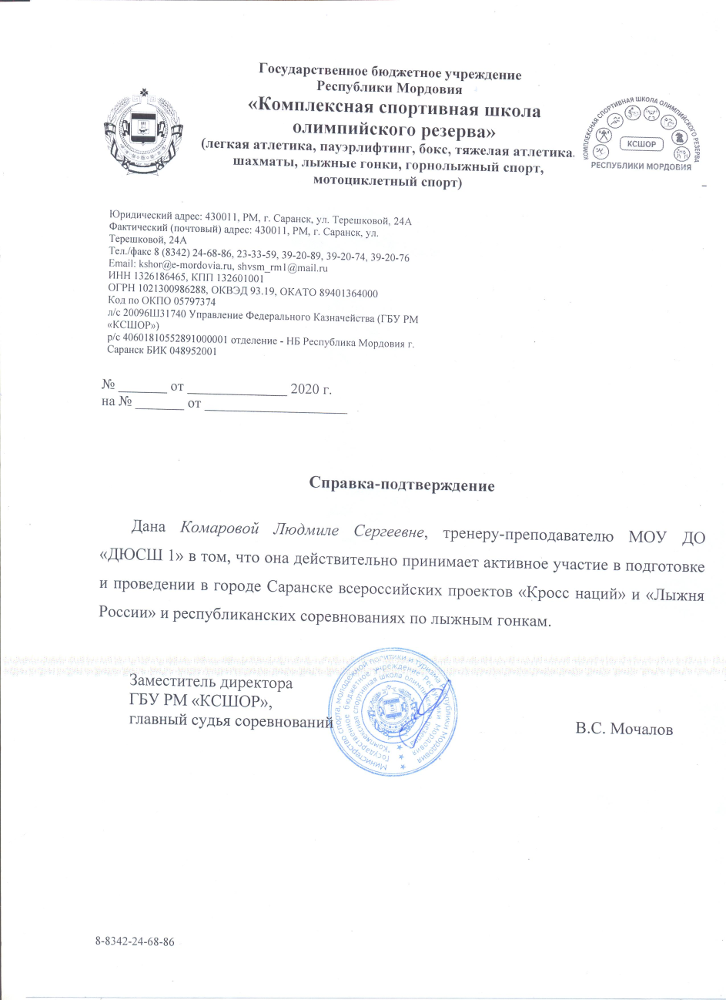 Государственное бюджетное учреждение
Республики Мордовия
«Комплексная спортивная школа
олимпийского резерва»
(легкая атлетика, пауэрлифтинг, бокс, тяжелая атлетика,
шахматы, лыжные гонки, горнолыжный спорт,
мотоциклетный спорт)
КОМПЛЕКСНАЯ СПОРТИВНАЯ ШКОЛА ОЛИМПИЙСКОГО РЕЗЕРВА
КСШОР
РЕСПУБЛИКИ МОРДОВИЯ
Юридический адрес: 430011, РМ, г. Саранск, ул. Терешковой, 24А
Фактический (почтовый) адрес: 430011, РМ, г. Саранск, ул.
Терешковой, 24А
Тел./факс 8 (8342) 24-68-86, 23-33-59, 39-20-89, 39-20-74, 39-20-76
Email: kshor@e-mordovia.ru, shvsm_rm1@mail.ru
ИНН 1326186465, КПП 132601001
ОГРН 1021300986288, ОКВЭД 93.19, ОКАТО 89401364000
Код по ОКПО 05797374
л/с 20096Ш31740 Управление Федерального Казначейства (ГБУ РМ
«КСШОР»)
р/с 40601810552891000001 отделение - НБ Республика Мордовия г.
Саранск БИК 048952001
№ _______ от ______________ 2020 г.
на № _______ от ____________________
Справка-подтверждение
Дана Комаровой Людмиле Сергеевне, тренеру-преподавателю МОУ ДО
«ДЮСШ 1» в том, что она действительно принимает активное участие в подготовке
и проведении в городе Саранске всероссийских проектов «Кросс наций» и «Лыжня
России» и республиканских соревнованиях по лыжным гонкам.
Заместитель директора
ГБУ РМ «КСШОР»,
главный судья соревнований
В.С. Мочалов
Министерство спорта, молодежной политики и туризма Республики Мордовия
Государственное бюджетное учреждение Республики Мордовия
"Комплексная спортивная школа олимпийского резерва"
8-8342-24-68-86